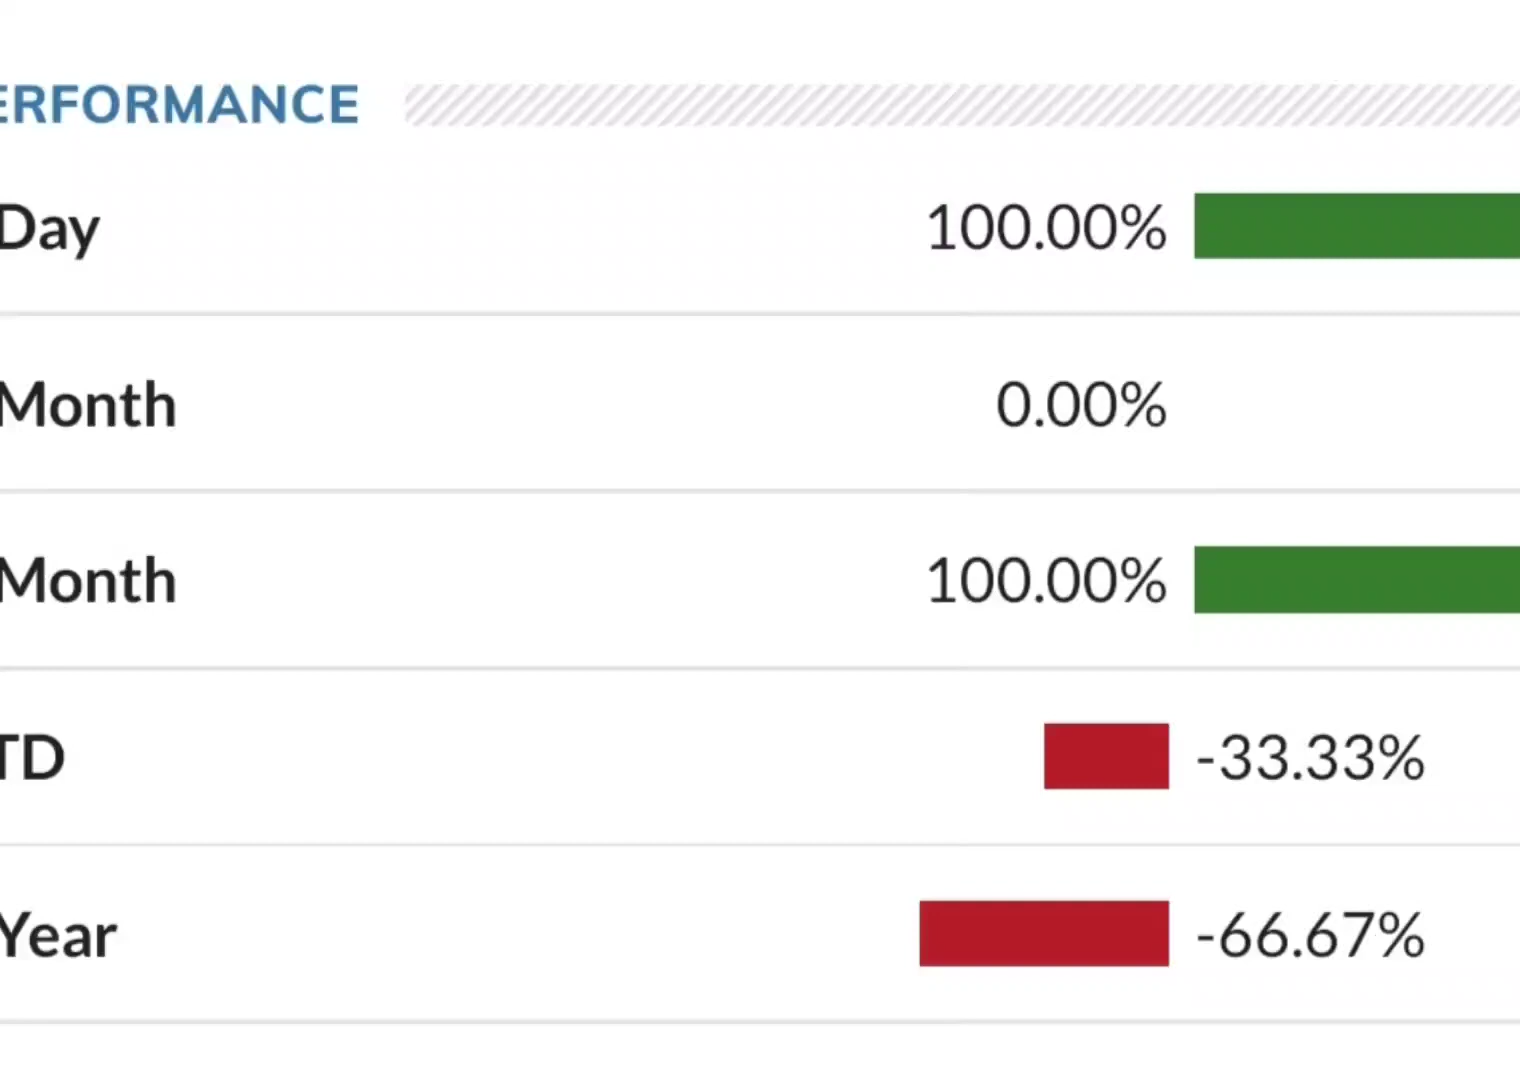 ERFORMANCE
Day 100.00%
Month 0.00%
Month 100.00%
TD -33.33%
Year -66.67%